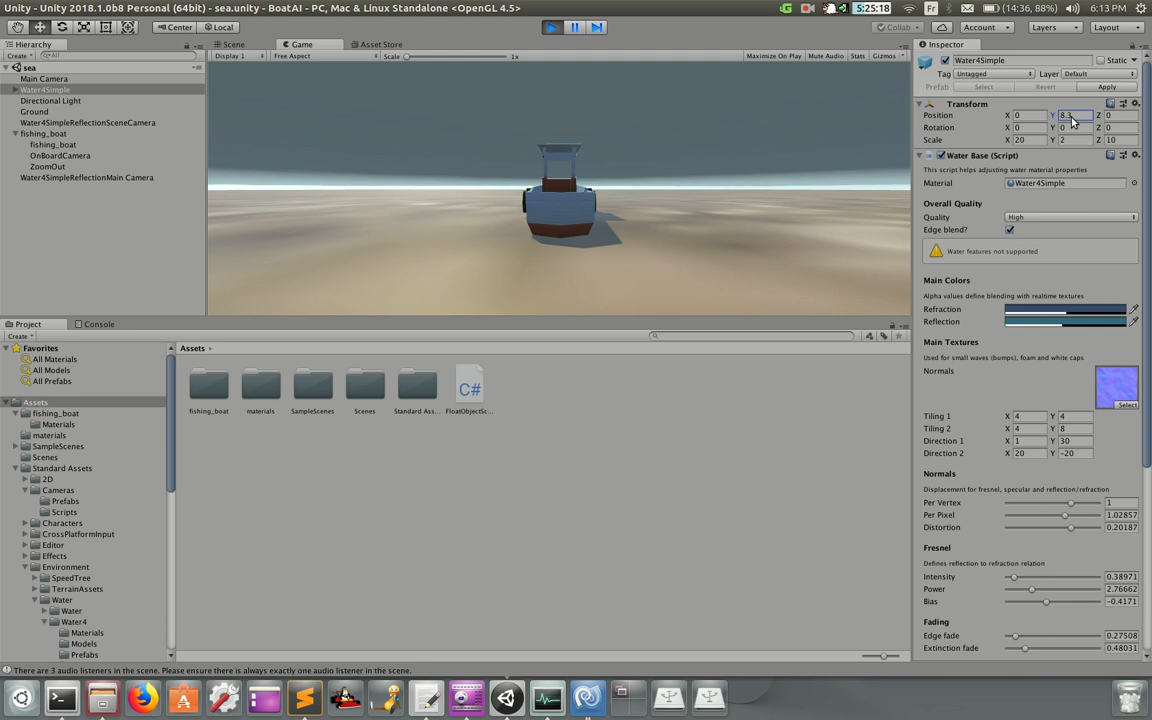 Unity - Unity 2018.1.0b8 Personal (64bit) - sea.unity - BoatAI - PC, Mac & Linux Standalone <OpenGL 4.5>
Fr
(14:36, 88%)
5:25:18
6:13 PM
Center
Local
Collab
Account
Layers
Layout
Hierarchy
Create
All
sea
Main Camera
Water4Simple
Directional Light
Ground
Water4SimpleReflectionSceneCamera
fishing_boat
fishing_boat
OnBoardCamera
ZoomOut
Water4SimpleReflectionMain Camera
Scene
Game
Asset Store
Display 1
Free Aspect
Scale
1x
Maximize On Play
Mute Audio
Stats
Gizmos
Project
Console
Create
Favorites
All Materials
All Models
All Prefabs
Assets
fishing_boat
Materials
materials
SampleScenes
Scenes
Standard Assets
2D
Cameras
Prefabs
Scripts
Characters
CrossPlatformInput
Editor
Effects
Environment
SpeedTree
TerrainAssets
Water
Water
Water4
Materials
Models
Prefabs
Assets
fishing_boat
materials
SampleScenes
Scenes
Standard Ass...
C#
FloatObjectSc...
Inspector
Water4Simple
Static
Tag Untagged
Layer Default
Prefab Select Revert Apply
Transform
Position X 0 Y 8.3 Z 0
Rotation X 0 Y 0 Z 0
Scale X 20 Y 2 Z 10
Water Base (Script)
This script helps adjusting water material properties
Material Water4Simple
Overall Quality
Quality High
Edge blend?
Water features not supported
Main Colors
Alpha values define blending with realtime textures
Refraction
Reflection
Main Textures
Used for small waves (bumps), foam and white caps
Normals
Select
Tiling 1 X 4 Y 4
Tiling 2 X 4 Y 8
Direction 1 X 1 Y 30
Direction 2 X 20 Y -20
Normals
Displacement for fresnel, specular and reflection/refraction
Per Vertex 1
Per Pixel 1.02857
Distortion 0.20187
Fresnel
Defines reflection to refraction relation
Intensity 0.38971
Power 2.76662
Bias -0.4171
Fading
Edge fade 0.27508
Extinction fade 0.48031
There are 3 audio listeners in the scene. Please ensure there is always exactly one audio listener in the scene.